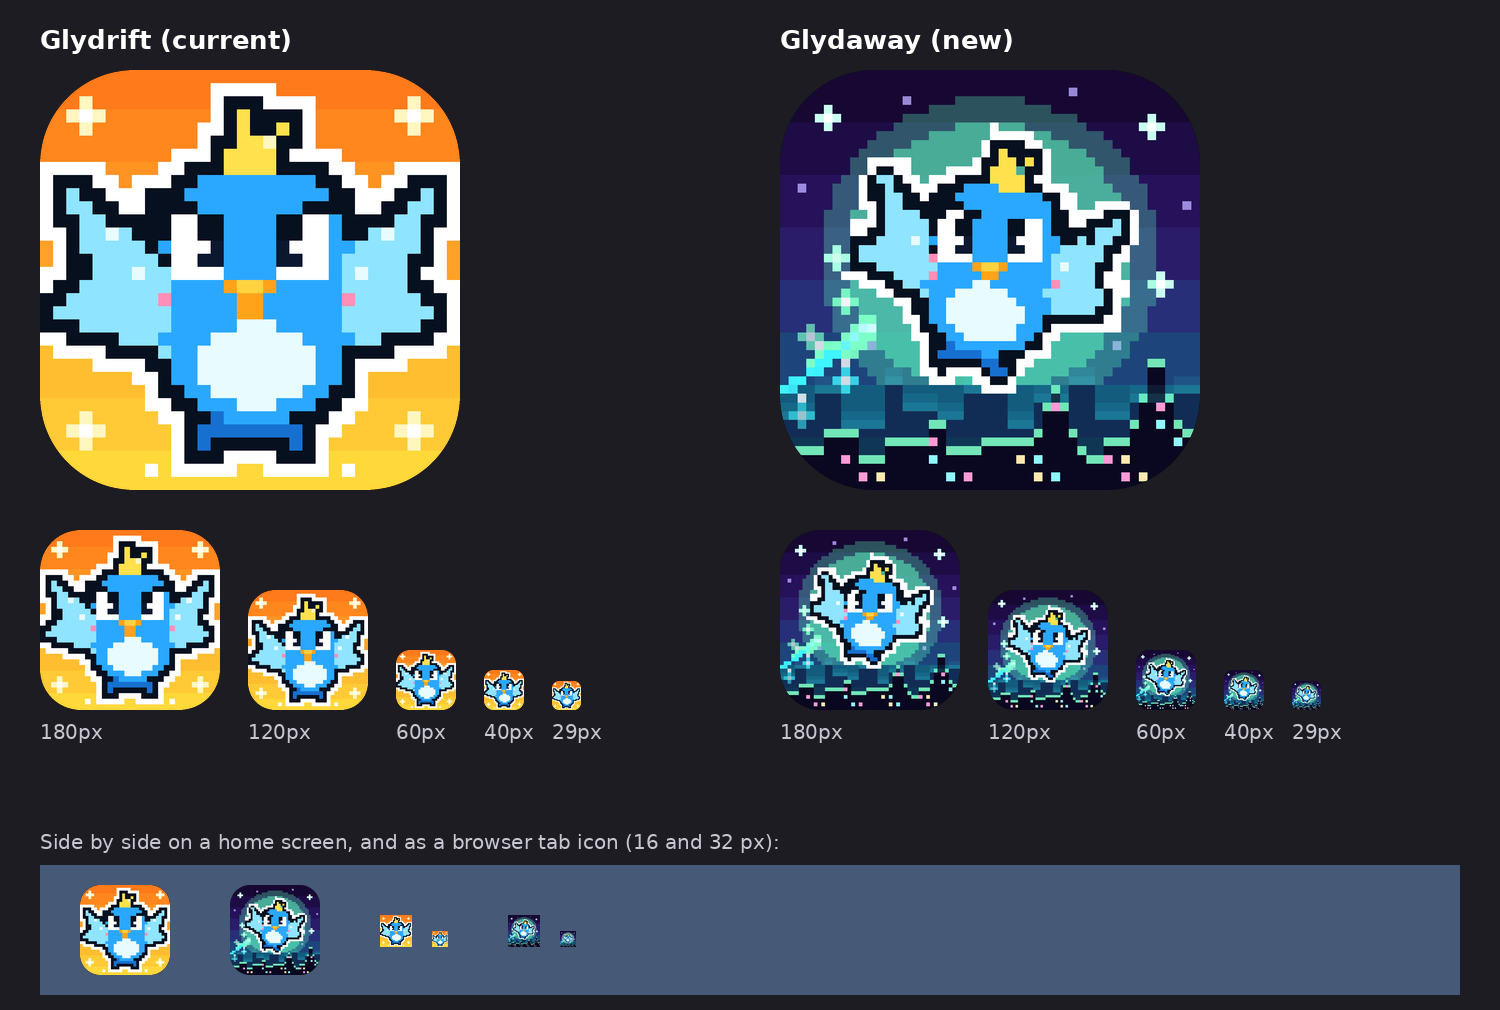 Glydrift (current)
Glydaway (new)
180px
120px
60px
40px
29px
180px
120px
60px
40px
29px
Side by side on a home screen, and as a browser tab icon (16 and 32 px):